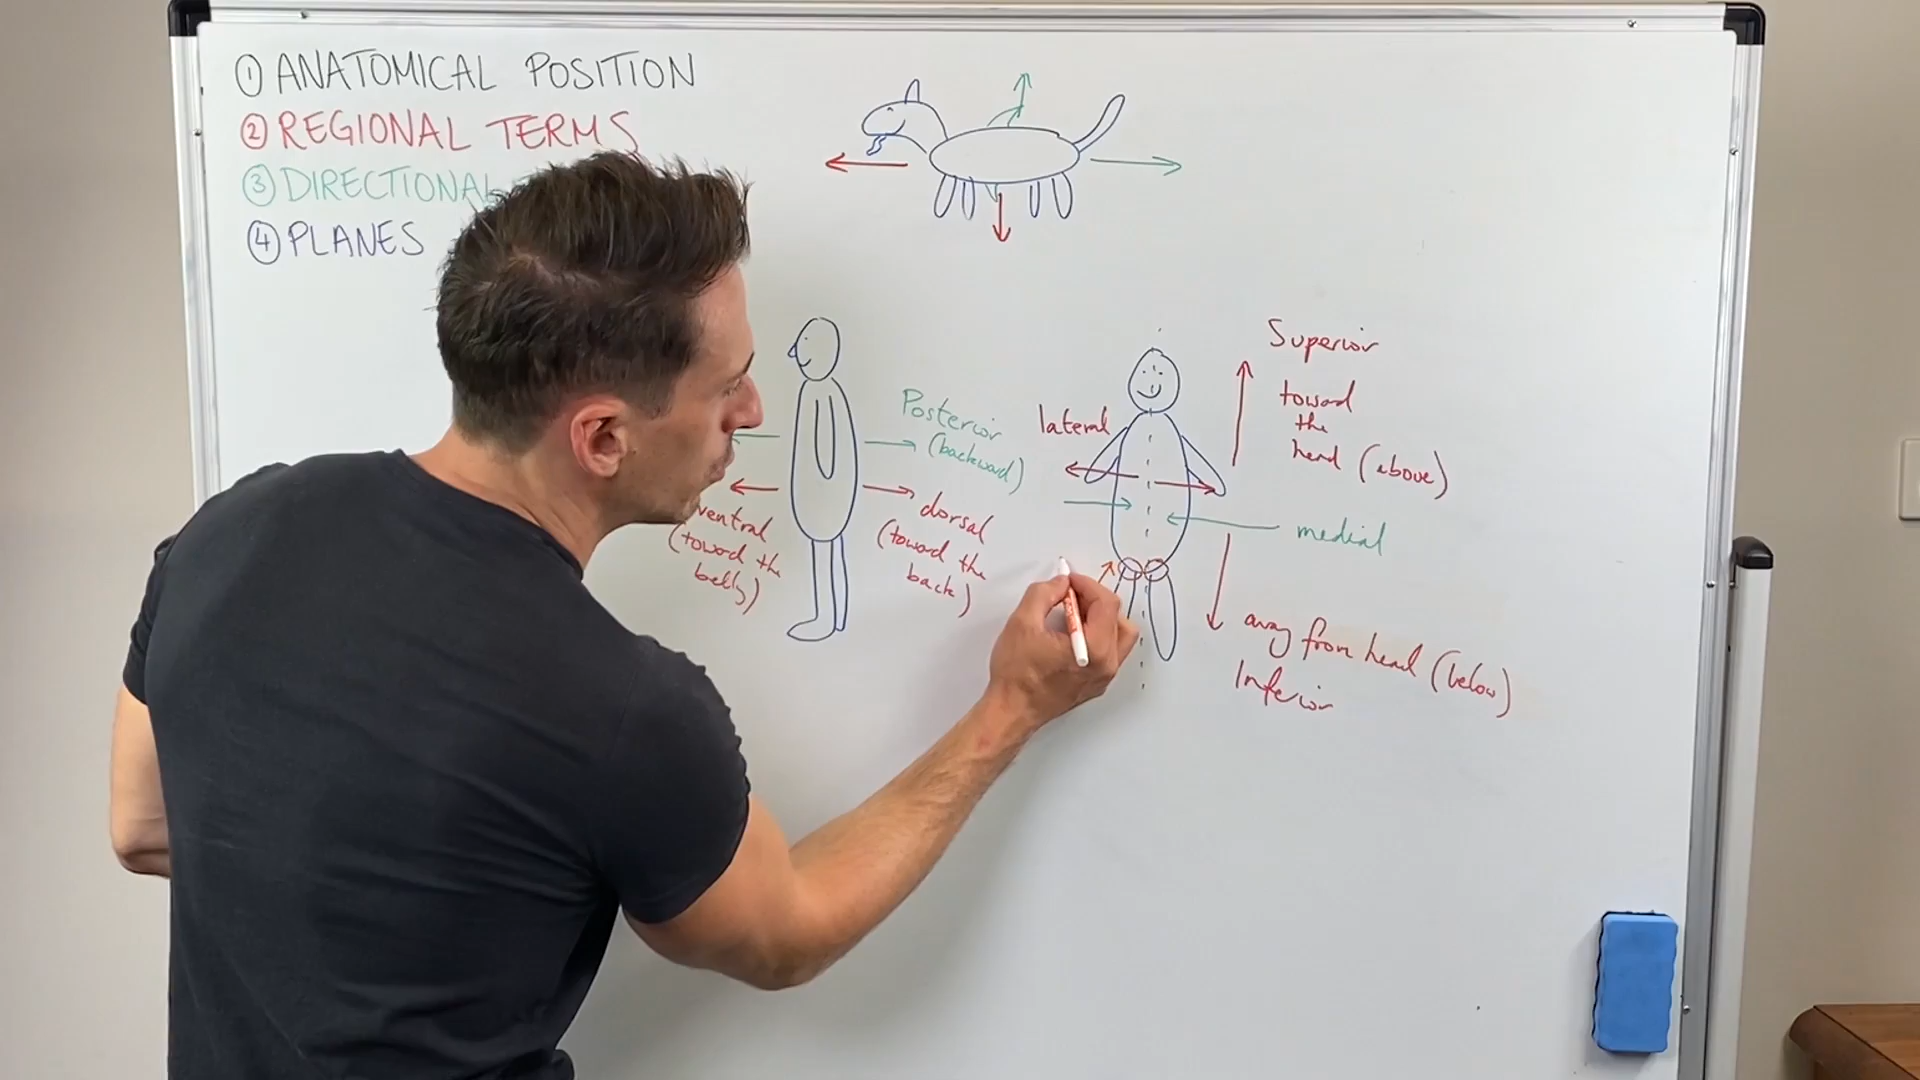 ① ANATOMICAL POSITION
② REGIONAL TERMS
③ DIRECTIONAL
④ PLANES
Posterior
(backward)
ventral
(toward the
belly)
dorsal
(toward the
back)
lateral
Superior
toward
the
head (above)
medial
away from head (below)
Inferior